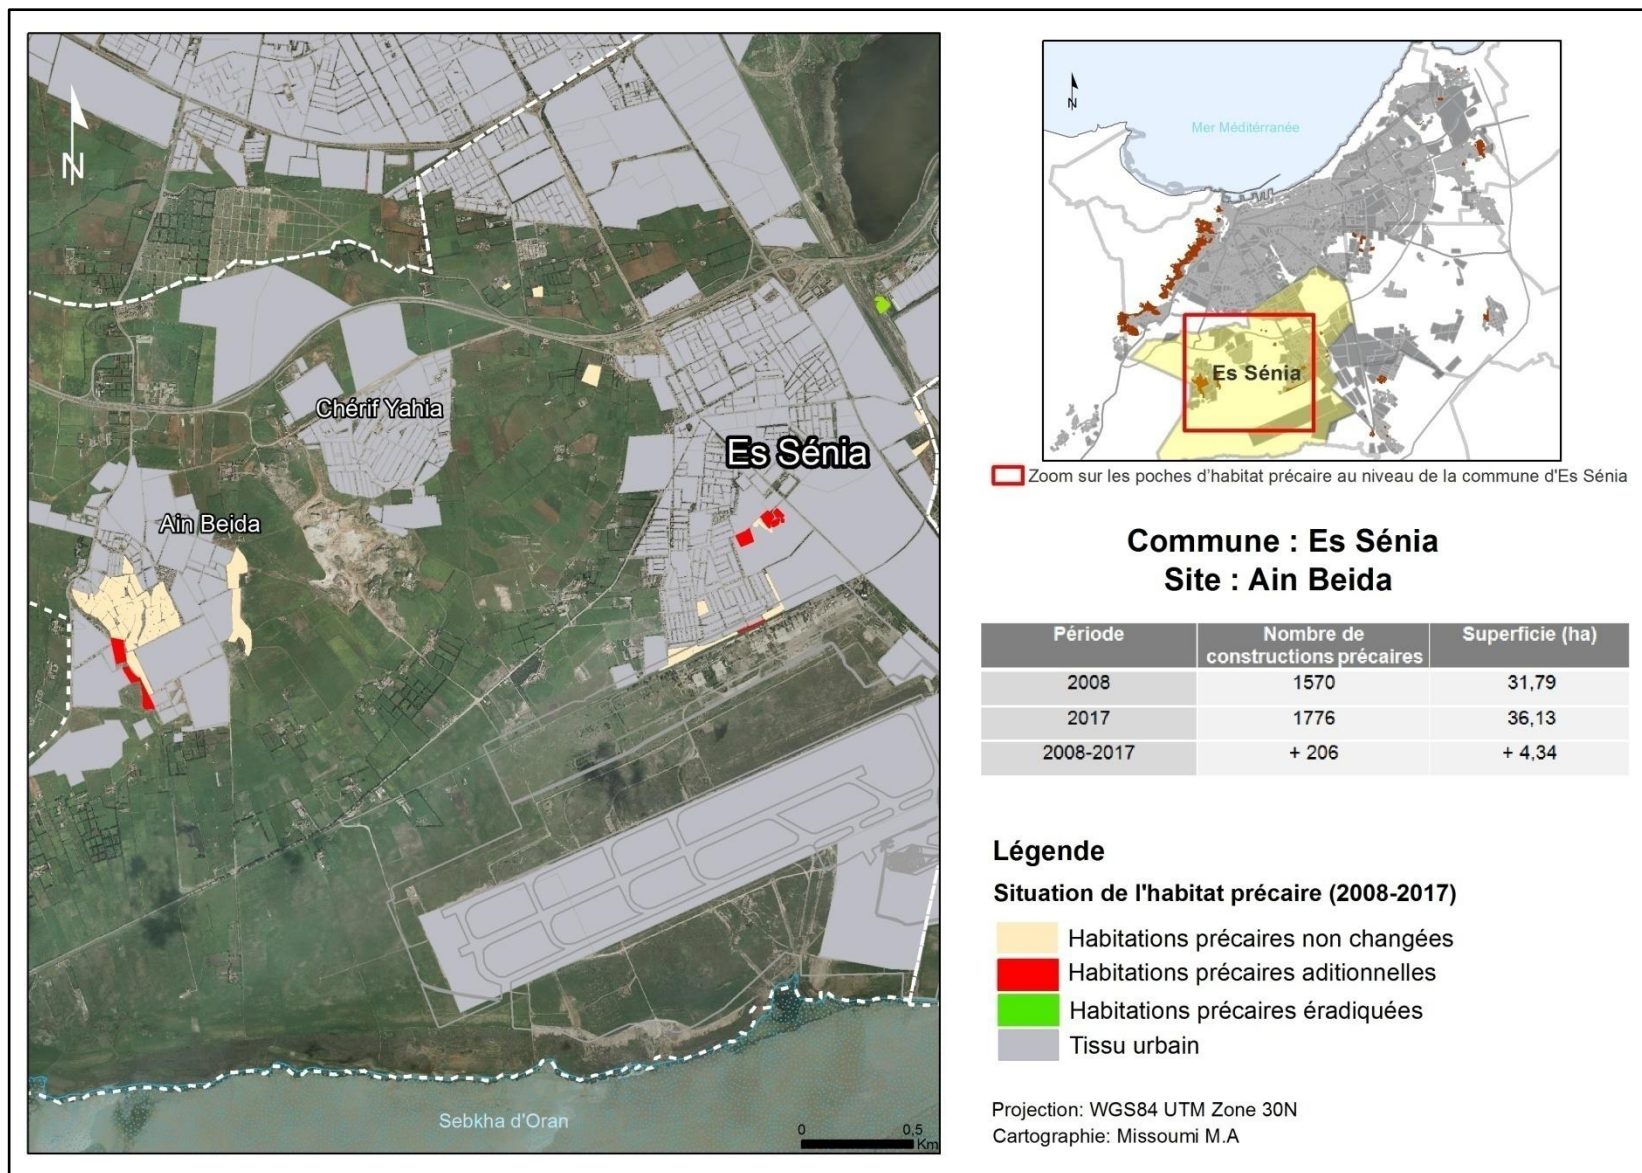 N
Chérif Yahia
Es Sénia
Ain Beida
Sebkha d'Oran
0 0,5
Km
N
Mer Méditérranée
Es Sénia
Zoom sur les poches d'habitat précaire au niveau de la commune d'Es Sénia
Commune : Es Sénia
Site : Ain Beida
Période Nombre de constructions précaires Superficie (ha)
2008 1570 31,79
2017 1776 36,13
2008-2017 + 206 + 4,34
Légende
Situation de l'habitat précaire (2008-2017)
Habitations précaires non changées
Habitations précaires aditionnelles
Habitations précaires éradiquées
Tissu urbain
Projection: WGS84 UTM Zone 30N
Cartographie: Missoumi M.A